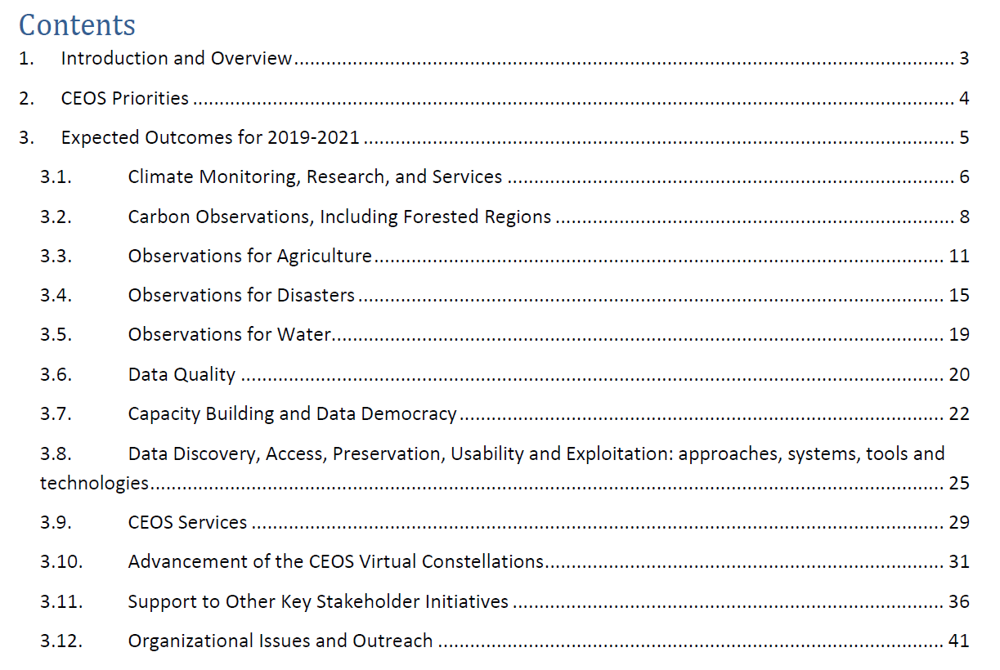 Contents
1. Introduction and Overview 3
2. CEOS Priorities 4
3. Expected Outcomes for 2019-2021 5
3.1. Climate Monitoring, Research, and Services 6
3.2. Carbon Observations, Including Forested Regions 8
3.3. Observations for Agriculture 11
3.4. Observations for Disasters 15
3.5. Observations for Water 19
3.6. Data Quality 20
3.7. Capacity Building and Data Democracy 22
3.8. Data Discovery, Access, Preservation, Usability and Exploitation: approaches, systems, tools and
technologies 25
3.9. CEOS Services 29
3.10. Advancement of the CEOS Virtual Constellations 31
3.11. Support to Other Key Stakeholder Initiatives 36
3.12. Organizational Issues and Outreach 41